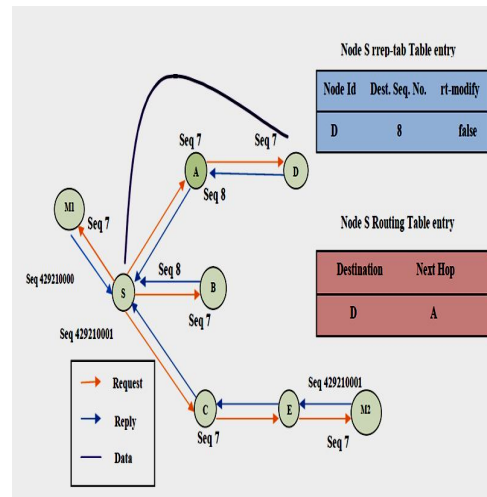 Node S rrep-tab Table entry
Node Id Dest. Seq. No. rt-modify
D 8 false
Seq 7 Seq 7
A D
Seq 8
M1
Seq 7
Node S Routing Table entry
Destination Next Hop
D A
Seq 429210000
Seq 8
S B
Seq 7
Seq 429210001
Request
Reply
Data
Seq 429210001
C E M2
Seq 7 Seq 7